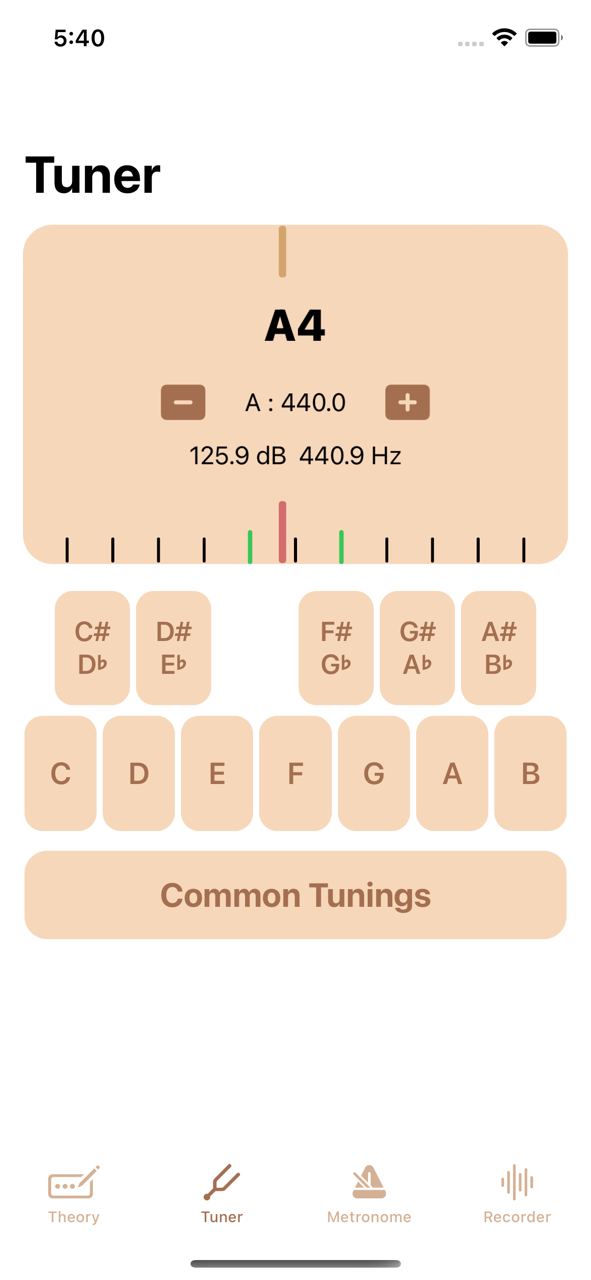 5:40
Tuner
A4
A : 440.0
125.9 dB 440.9 Hz
C# D# F# G# A#
D♭ E♭ G♭ A♭ B♭
C D E F G A B
Common Tunings
Theory Tuner Metronome Recorder